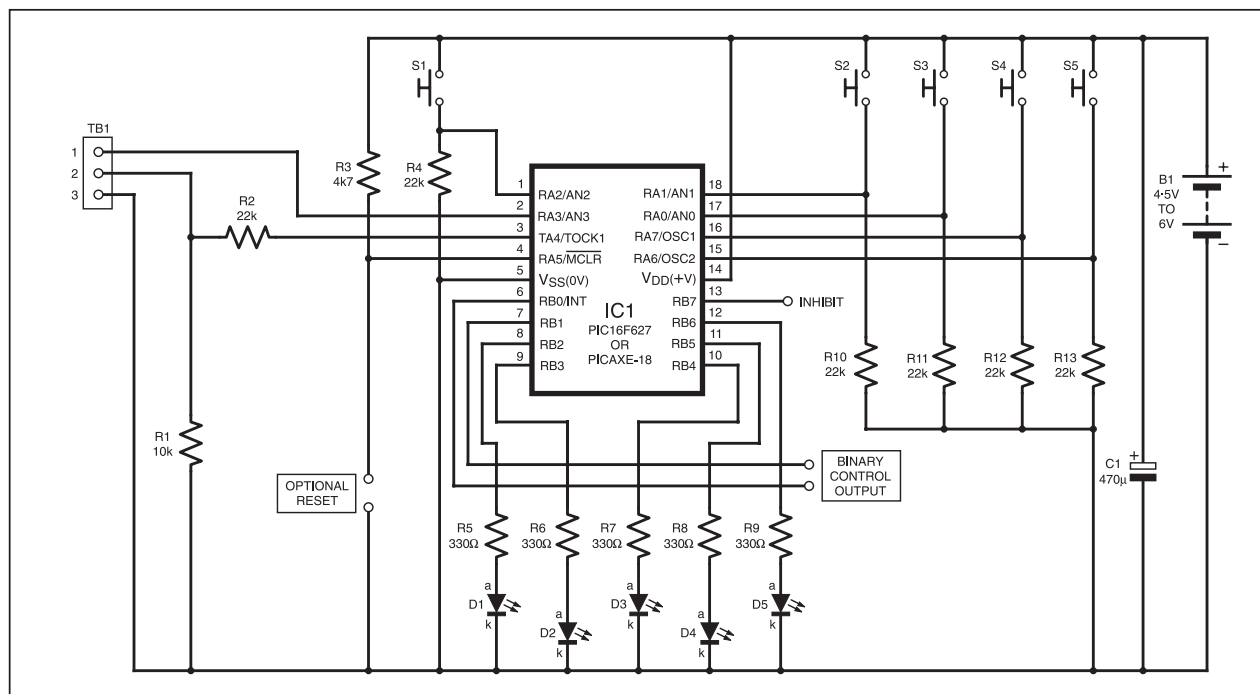 TB1
1
2
3
R2
22k
R1
10k
R3
4k7
S1
R4
22k
OPTIONAL
RESET
1
2
3
4
5
6
7
8
9
RA2/AN2
RA3/AN3
TA4/TOCK1
RA5/MCLR
VSS(0V)
RB0/INT
RB1
RB2
RB3
IC1
PIC16F627
OR
PICAXE-18
RA1/AN1
RA0/AN0
RA7/OSC1
RA6/OSC2
VDD(+V)
RB7
RB6
RB5
RB4
18
17
16
15
14
13
12
11
10
INHIBIT
S2
S3
S4
S5
R10
22k
R11
22k
R12
22k
R13
22k
B1
4·5V
TO
6V
+
−
C1
470µ
+
BINARY
CONTROL
OUTPUT
R5
330Ω
R6
330Ω
R7
330Ω
R8
330Ω
R9
330Ω
a
D1
k
a
D2
k
a
D3
k
a
D4
k
a
D5
k